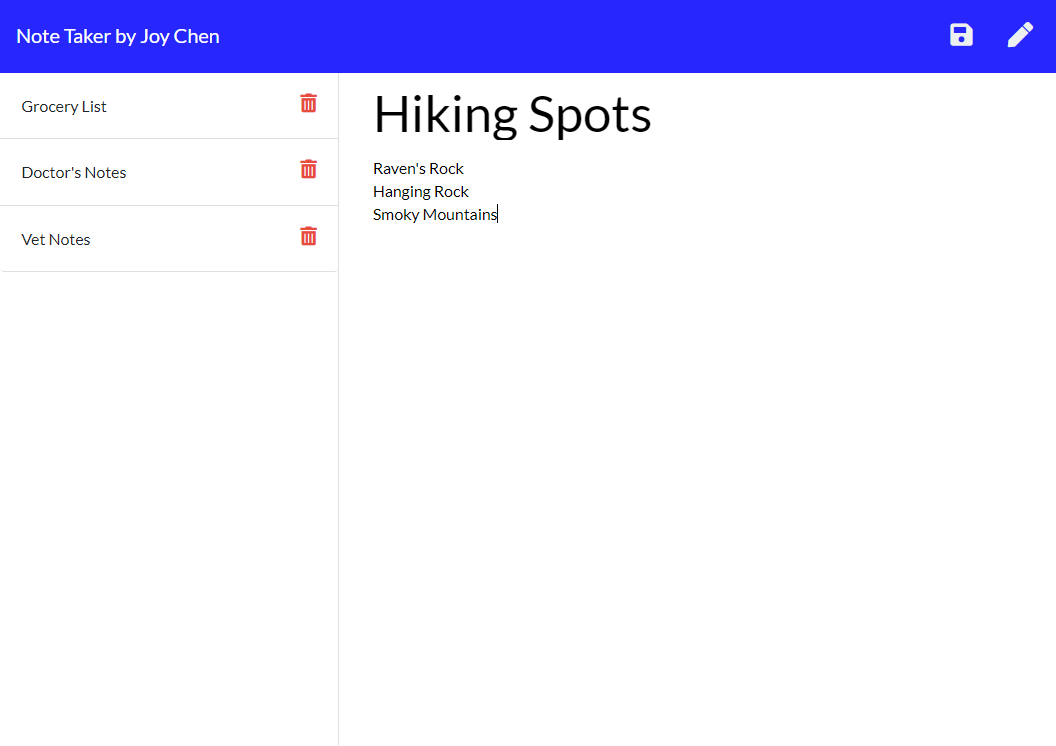 Note Taker by Joy Chen
Grocery List
Doctor's Notes
Vet Notes
Hiking Spots
Raven's Rock
Hanging Rock
Smoky Mountains